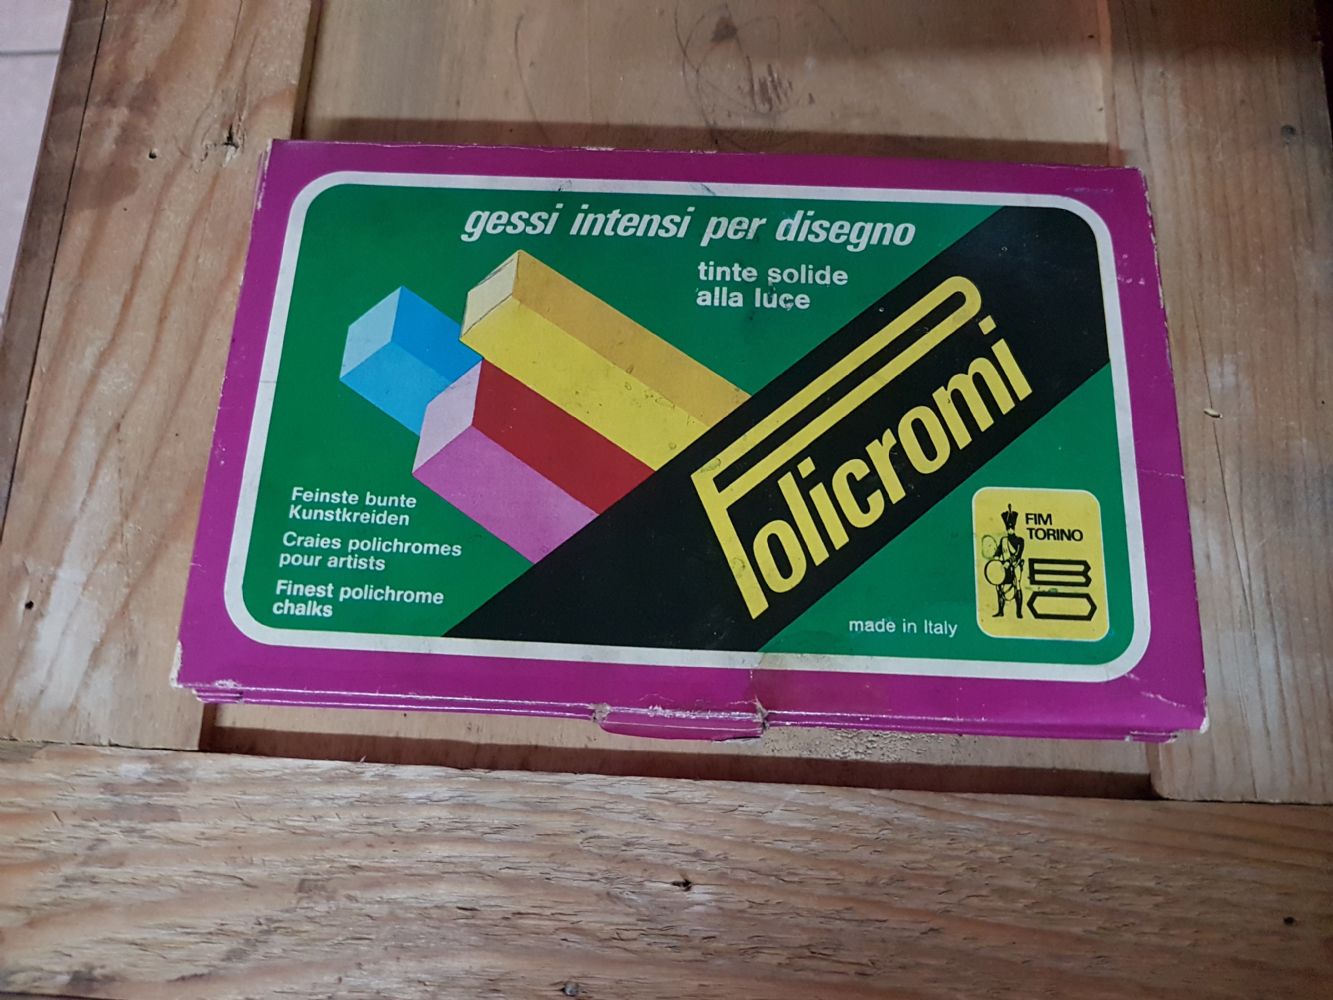 gessi intensi per disegno
tinte solide
alla luce
Policromi
Feinste bunte
Kunstkreiden
Craies polichromes
pour artists
Finest polichrome
chalks
made in Italy
FIM
TORINO